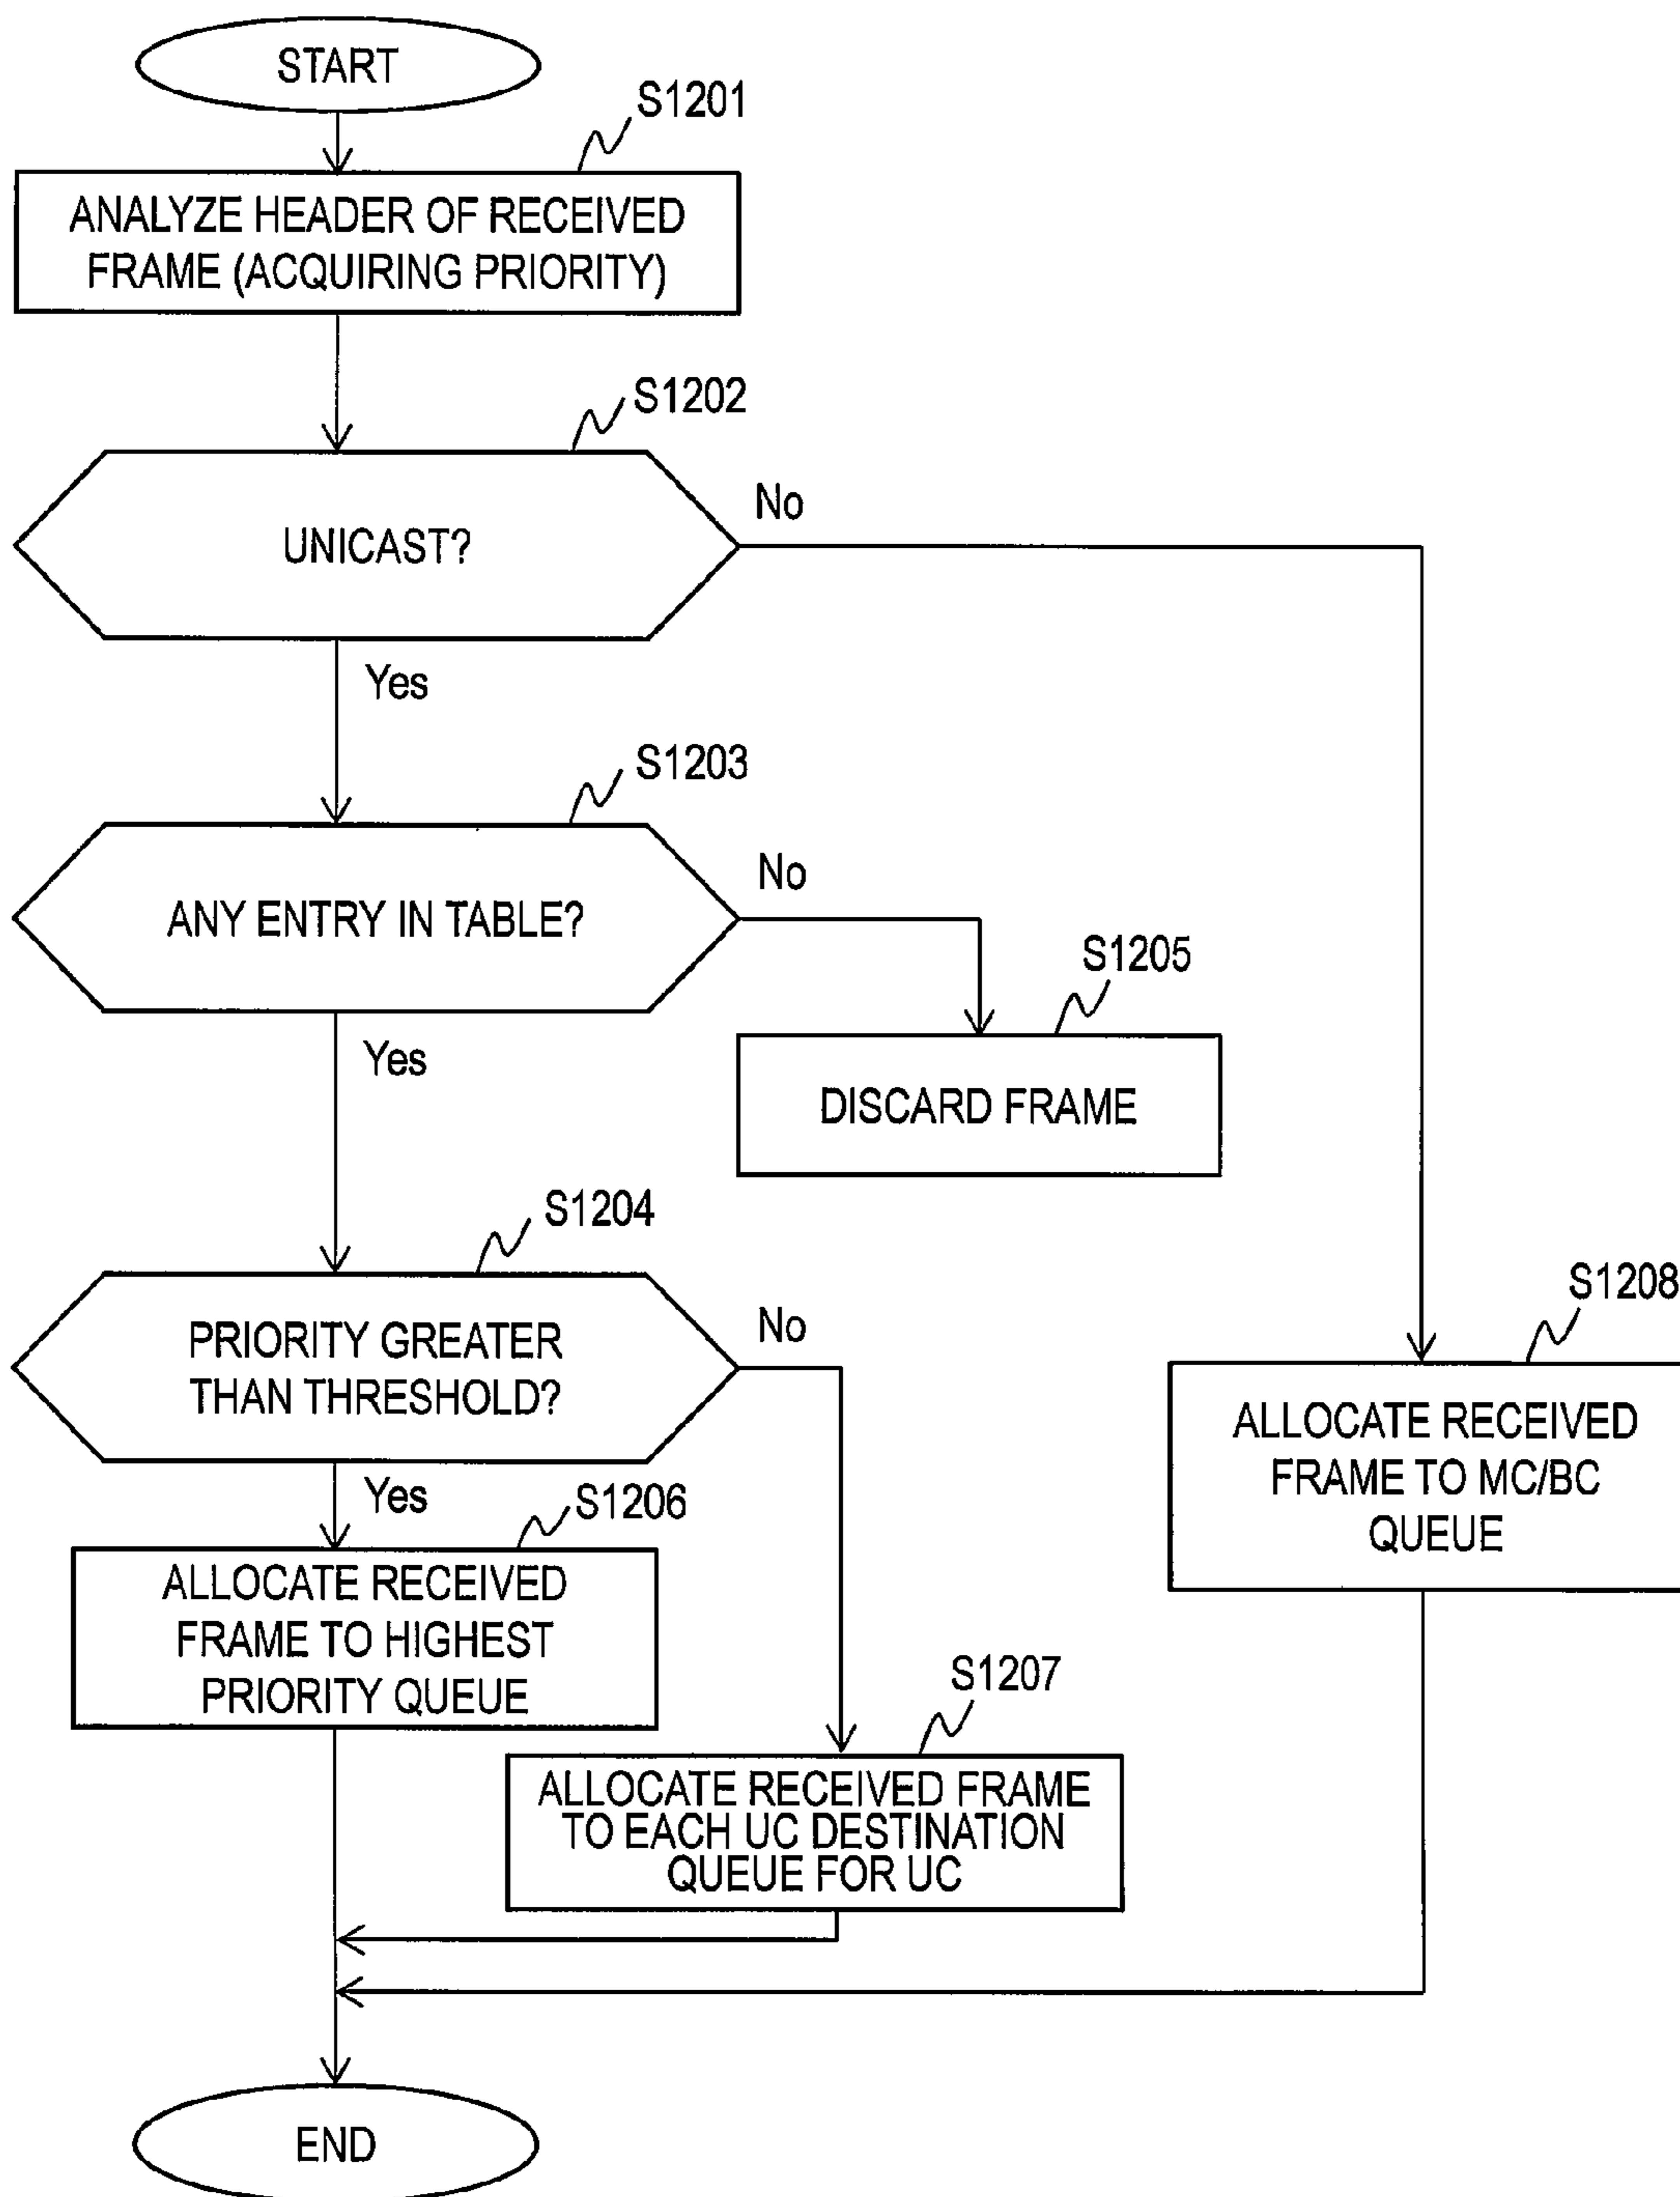 START
S1201
ANALYZE HEADER OF RECEIVED
FRAME (ACQUIRING PRIORITY)
S1202
UNICAST?
No
Yes
S1203
ANY ENTRY IN TABLE?
No
Yes
S1205
DISCARD FRAME
S1204
PRIORITY GREATER
THAN THRESHOLD?
No
Yes
S1208
ALLOCATE RECEIVED
FRAME TO MC/BC
QUEUE
S1206
ALLOCATE RECEIVED
FRAME TO HIGHEST
PRIORITY QUEUE
S1207
ALLOCATE RECEIVED FRAME
TO EACH UC DESTINATION
QUEUE FOR UC
END